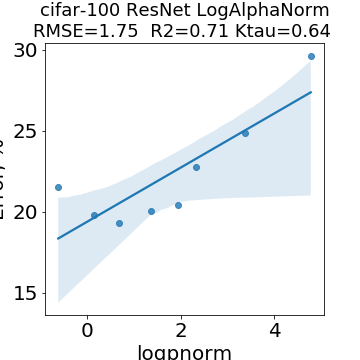 cifar-100 ResNet LogAlphaNorm
RMSE=1.75 R2=0.71 Ktau=0.64
30
25
20
15
0 2 4
logpnorm